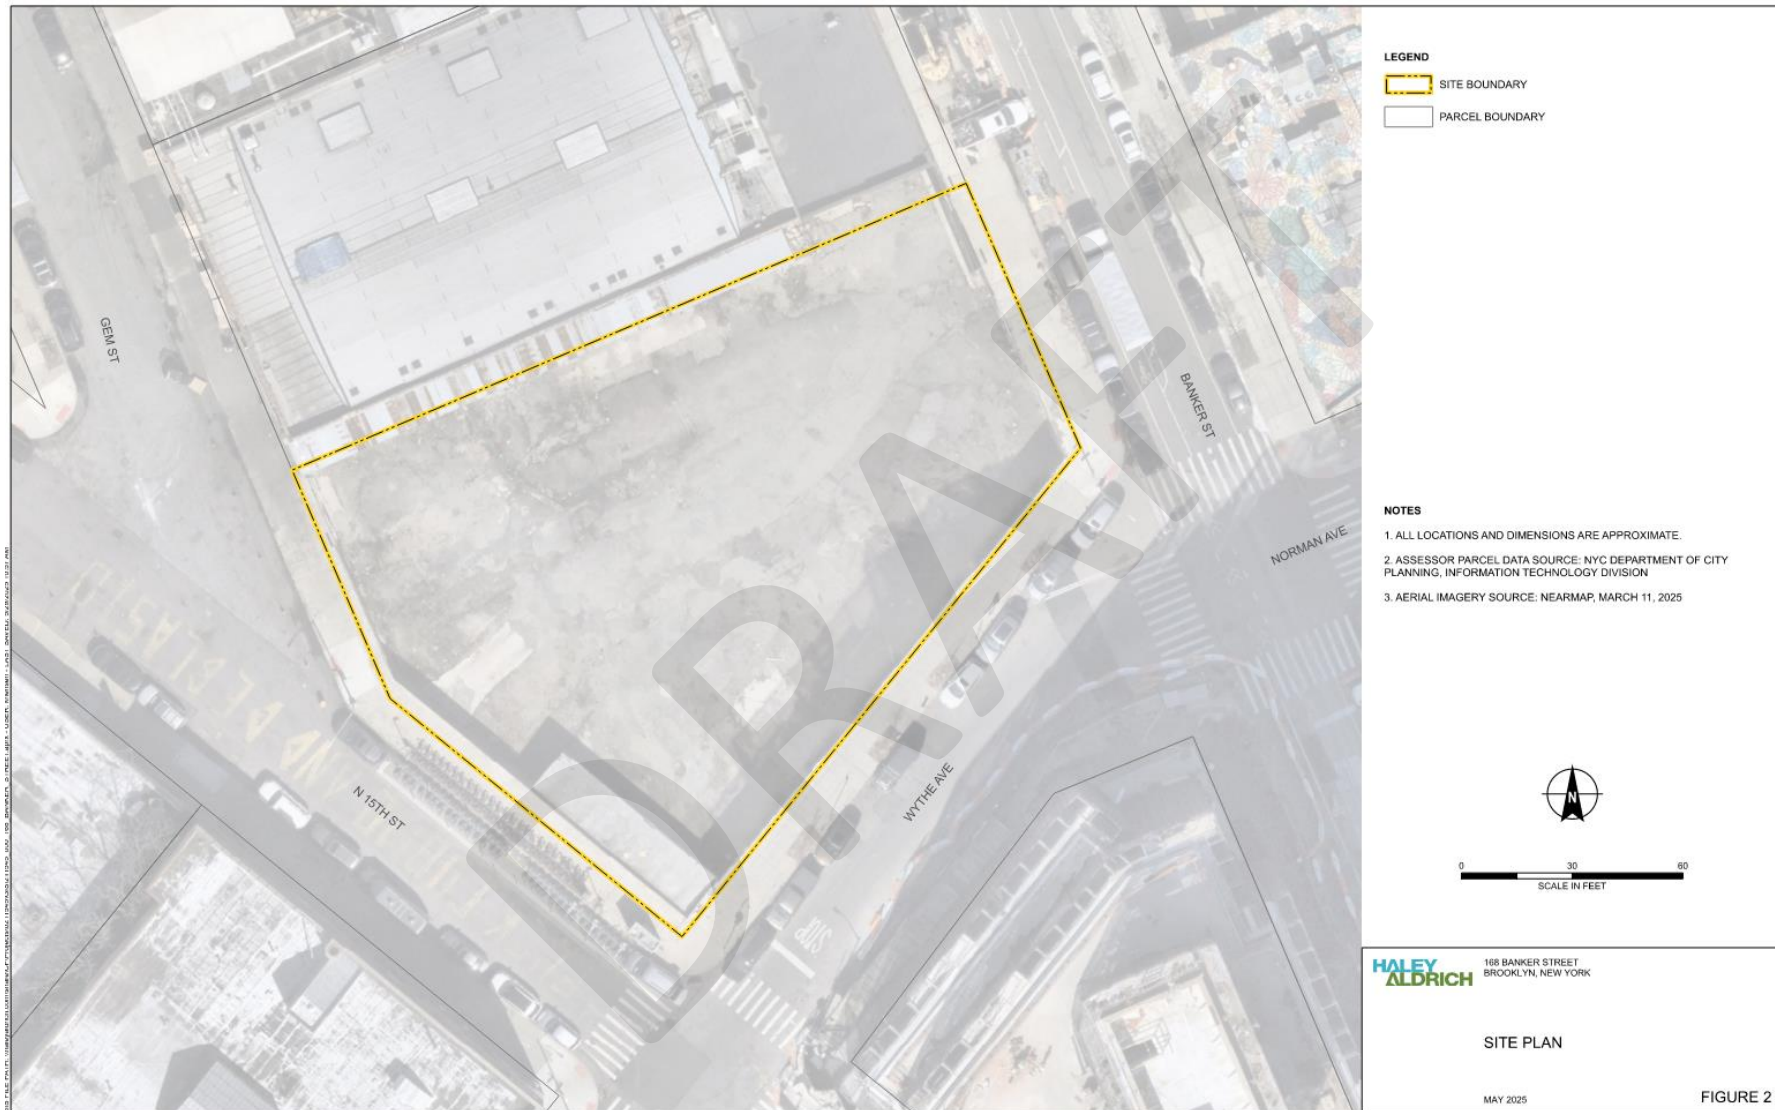 LEGEND
SITE BOUNDARY
PARCEL BOUNDARY
GEM ST
BANKER ST
NORMAN AVE
WYTHE AVE
N 15TH ST
STOP
DRAFT
NOTES
1. ALL LOCATIONS AND DIMENSIONS ARE APPROXIMATE.
2. ASSESSOR PARCEL DATA SOURCE: NYC DEPARTMENT OF CITY
PLANNING, INFORMATION TECHNOLOGY DIVISION
3. AERIAL IMAGERY SOURCE: NEARMAP, MARCH 11, 2025
N
0 30 60
SCALE IN FEET
HALEY
ALDRICH
168 BANKER STREET
BROOKLYN, NEW YORK
SITE PLAN
MAY 2025
FIGURE 2